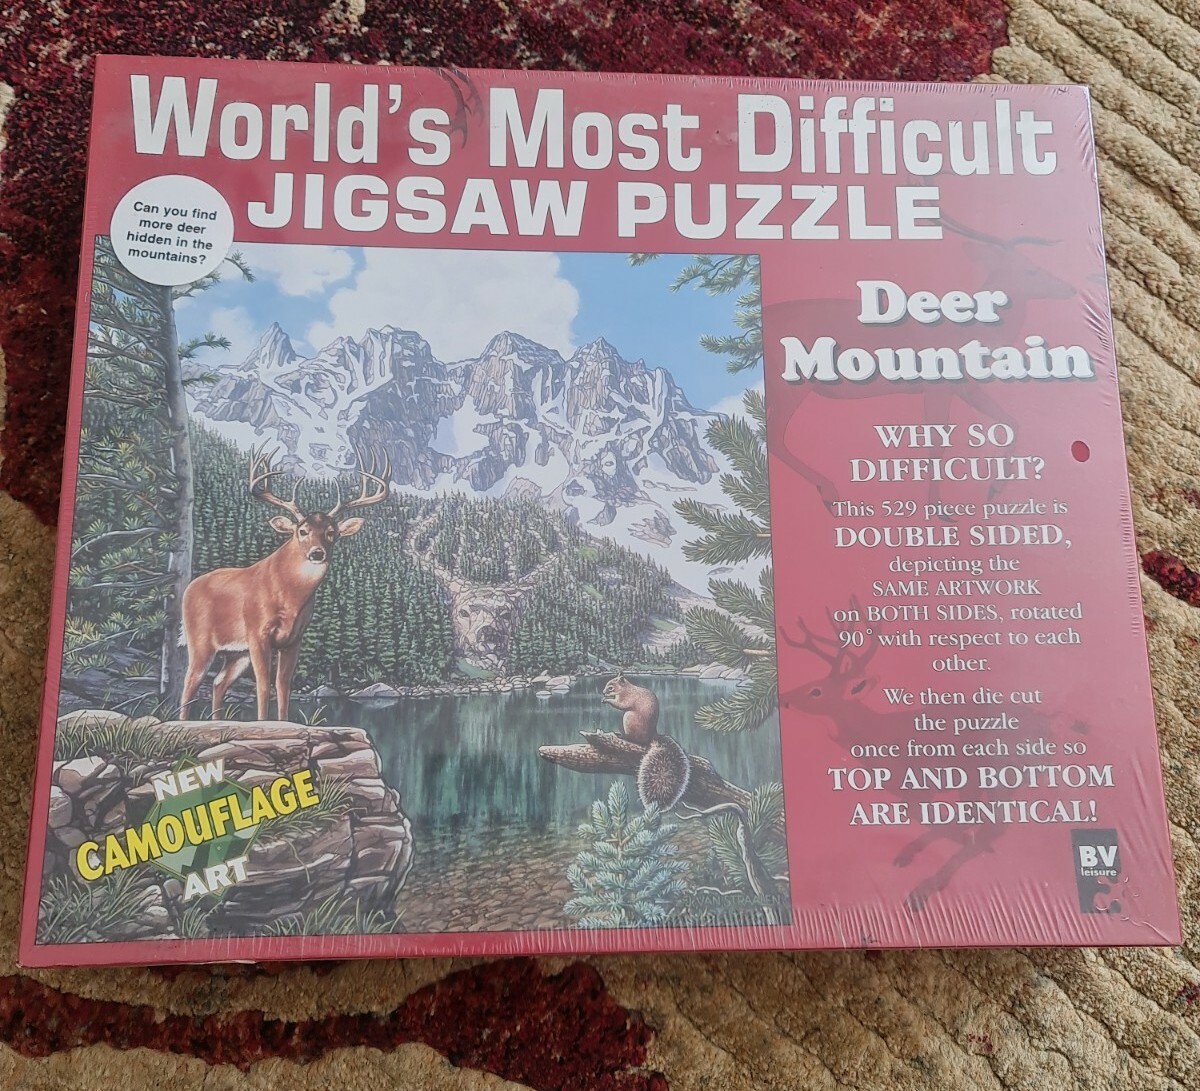 World's Most Difficult
JIGSAW PUZZLE
Can you find
more deer
hidden in the
mountains?
Deer
Mountain
WHY SO
DIFFICULT?
This 529 piece puzzle is
DOUBLE SIDED,
depicting the
SAME ARTWORK
on BOTH SIDES, rotated
90° with respect to each
other.
We then die cut
the puzzle
once from each side so
TOP AND BOTTOM
ARE IDENTICAL!
NEW
CAMOUFLAGE
ART
BV
leisure